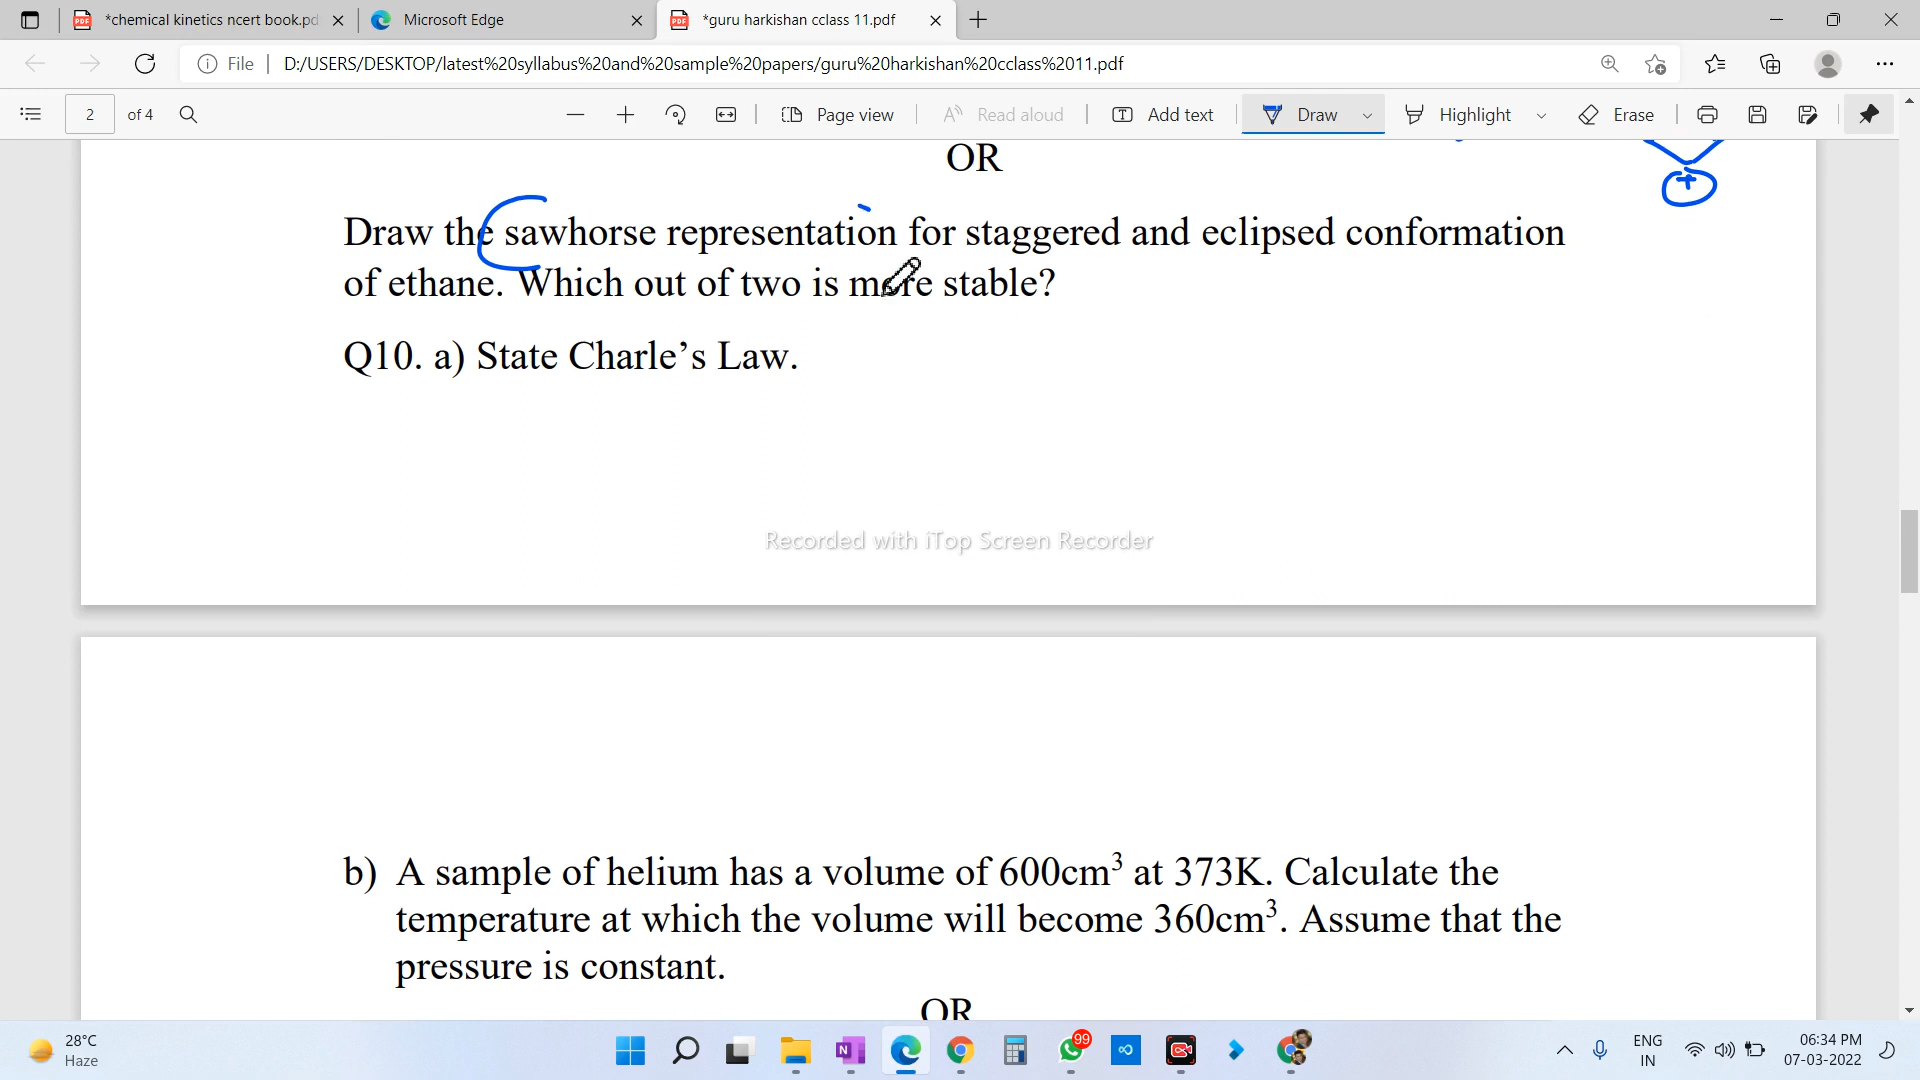 *chemical kinetics ncert book.pd
Microsoft Edge
*guru harkishan cclass 11.pdf
File
D:/USERS/DESKTOP/latest%20syllabus%20and%20sample%20papers/guru%20harkishan%20cclass%2011.pdf
2 of 4
Page view
Read aloud
Add text
Draw
Highlight
Erase
OR
+
Draw the sawhorse representation for staggered and eclipsed conformation
of ethane. Which out of two is more stable?
Q10. a) State Charle’s Law.
Recorded with iTop Screen Recorder
b) A sample of helium has a volume of 600cm³ at 373K. Calculate the
temperature at which the volume will become 360cm³. Assume that the
pressure is constant.
OR
28°C
Haze
99
ENG
IN
06:34 PM
07-03-2022